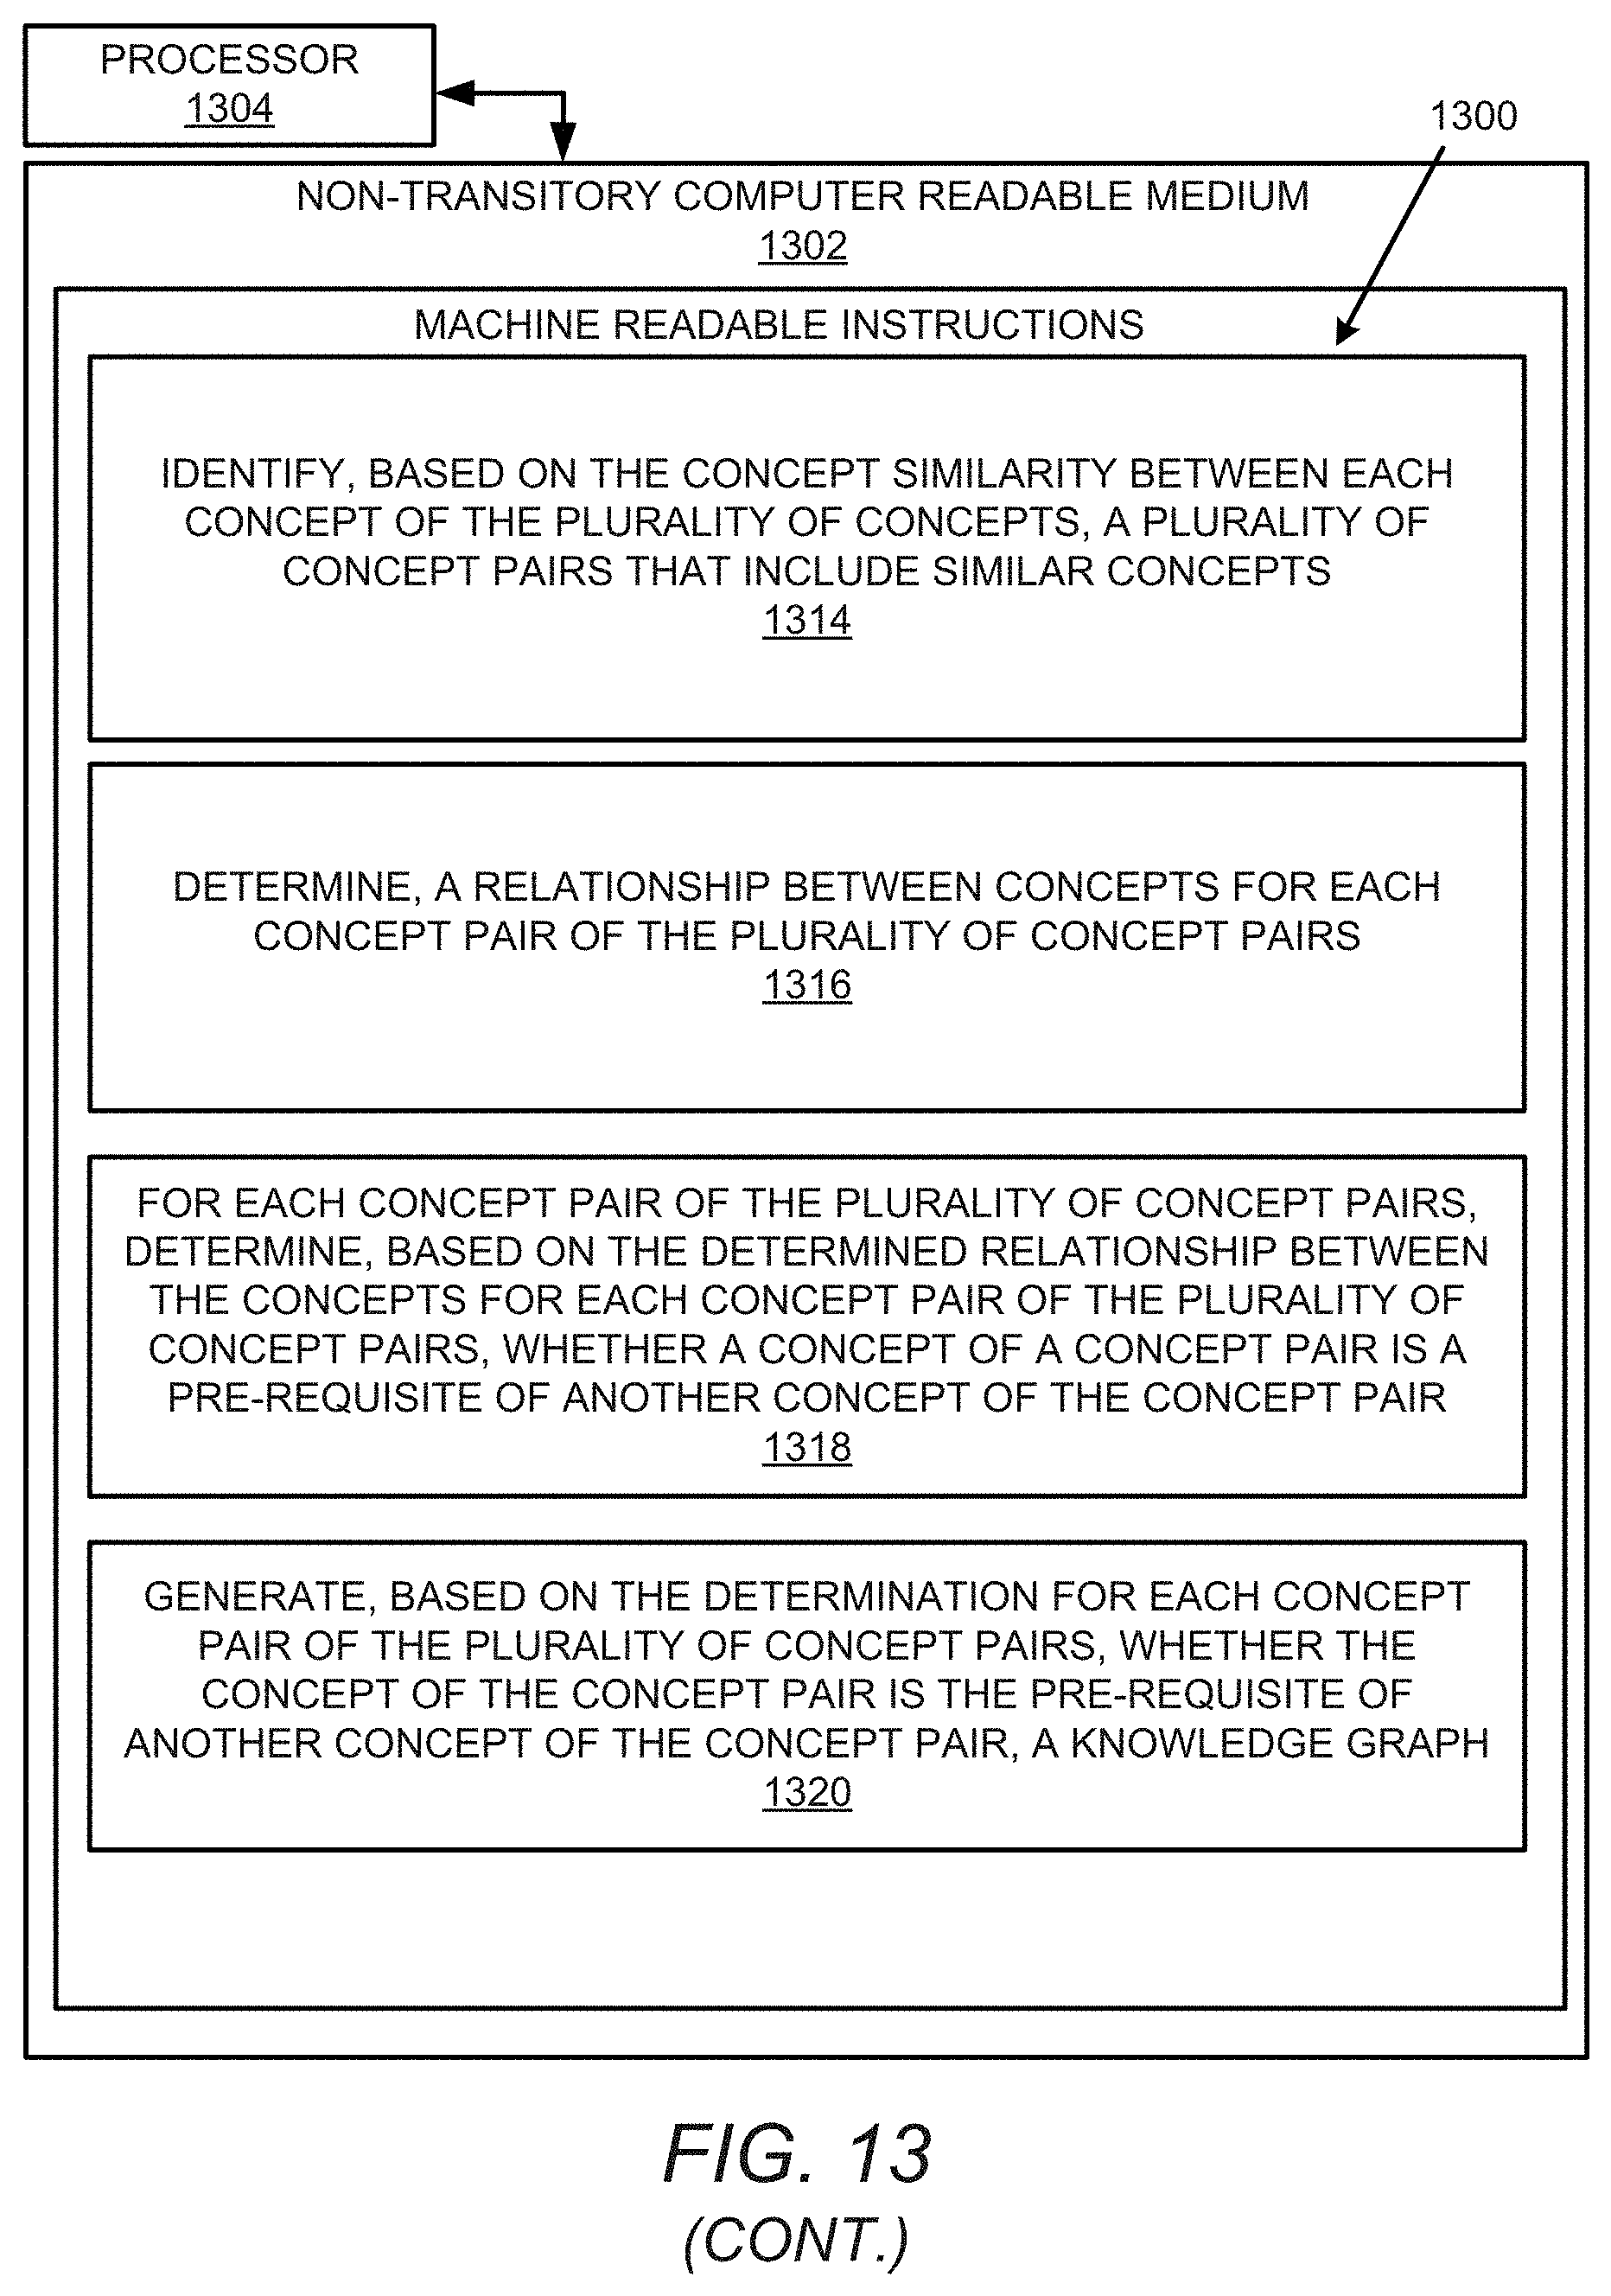 PROCESSOR
1304
1300
NON-TRANSITORY COMPUTER READABLE MEDIUM
1302
MACHINE READABLE INSTRUCTIONS
IDENTIFY, BASED ON THE CONCEPT SIMILARITY BETWEEN EACH
CONCEPT OF THE PLURALITY OF CONCEPTS, A PLURALITY OF
CONCEPT PAIRS THAT INCLUDE SIMILAR CONCEPTS
1314
DETERMINE, A RELATIONSHIP BETWEEN CONCEPTS FOR EACH
CONCEPT PAIR OF THE PLURALITY OF CONCEPT PAIRS
1316
FOR EACH CONCEPT PAIR OF THE PLURALITY OF CONCEPT PAIRS,
DETERMINE, BASED ON THE DETERMINED RELATIONSHIP BETWEEN
THE CONCEPTS FOR EACH CONCEPT PAIR OF THE PLURALITY OF
CONCEPT PAIRS, WHETHER A CONCEPT OF A CONCEPT PAIR IS A
PRE-REQUISITE OF ANOTHER CONCEPT OF THE CONCEPT PAIR
1318
GENERATE, BASED ON THE DETERMINATION FOR EACH CONCEPT
PAIR OF THE PLURALITY OF CONCEPT PAIRS, WHETHER THE
CONCEPT OF THE CONCEPT PAIR IS THE PRE-REQUISITE OF
ANOTHER CONCEPT OF THE CONCEPT PAIR, A KNOWLEDGE GRAPH
1320
FIG. 13
(CONT.)